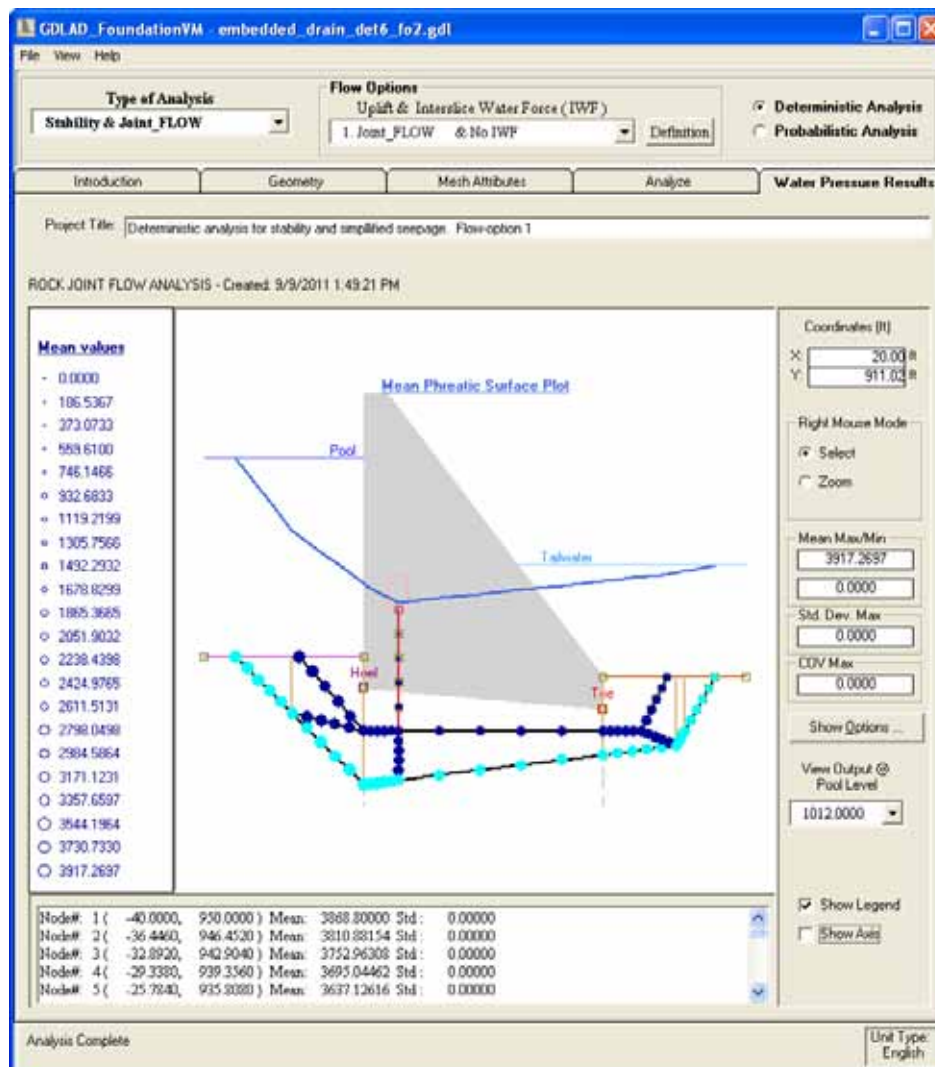 GDLAD_FoundationVM - embedded_drain_det6_fo2.gdl
File View Help
Type of Analysis
Stability & Joint_FLOW
Flow Options
Uplift & Interslice Water Force ( IWF )
1. Joint_FLOW & No IWF
Definition
Deterministic Analysis
Probabilistic Analysis
Introduction
Geometry
Mesh Attributes
Analyze
Water Pressure Results
Project Title: Deterministic analysis for stability and simplified seepage. Flow-option 1
ROCK JOINT FLOW ANALYSIS - Created: 9/9/2011 1:49:21 PM
Mean values
0.0000
186.5367
373.0733
559.6100
746.1466
932.6833
1119.2199
1305.7566
1492.2932
1678.8299
1865.3665
2051.9032
2238.4398
2424.9765
2611.5131
2798.0498
2984.5864
3171.1231
3357.6597
3544.1964
3730.7330
3917.2697
Mean Phreatic Surface Plot
Pool
Tailwater
Heel
Toe
Coordinates (ft)
X: 20.00 ft
Y: 911.02 ft
Right Mouse Mode
Select
Zoom
Mean Max/Min
3917.2697
0.0000
Std. Dev. Max
0.0000
COV Max
0.0000
Show Options ...
View Output @
Pool Level
1012.0000
Show Legend
Show Axis
Node#: 1 ( -40.0000, 950.0000 ) Mean: 3868.80000 Std : 0.00000
Node#: 2 ( -36.4460, 946.4520 ) Mean: 3810.88154 Std : 0.00000
Node#: 3 ( -32.8920, 942.9040 ) Mean: 3752.96308 Std : 0.00000
Node#: 4 ( -29.3380, 939.3560 ) Mean: 3695.04462 Std : 0.00000
Node#: 5 ( -25.7840, 935.8080 ) Mean: 3637.12616 Std : 0.00000
Analysis Complete
Unit Type:
English